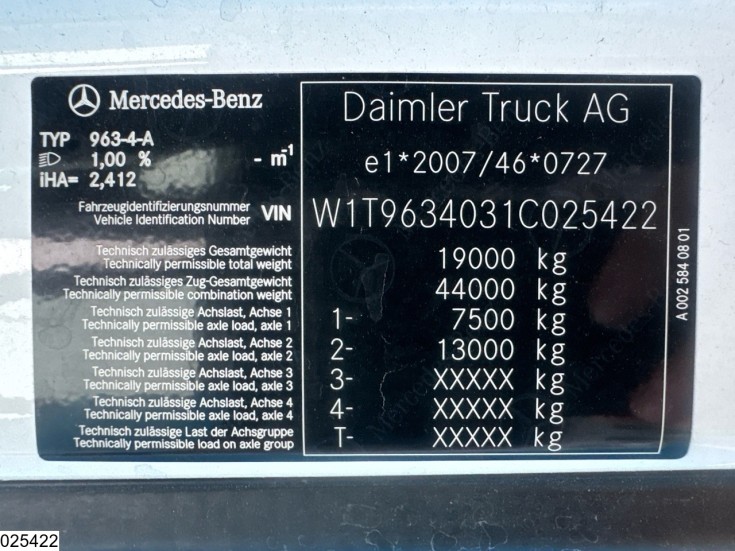 Mercedes-Benz
TYP 963-4-A
1,00 % - m⁻¹
iHA= 2,412
Fahrzeugidentifizierungsnummer
Vehicle Identification Number VIN
Technisch zulässiges Gesamtgewicht
Technically permissible total weight
Technisch zulässiges Zug-Gesamtgewicht
Technically permissible combination weight
Technisch zulässige Achslast, Achse 1
Technically permissible axle load, axle 1
Technisch zulässige Achslast, Achse 2
Technically permissible axle load, axle 2
Technisch zulässige Achslast, Achse 3
Technically permissible axle load, axle 3
Technisch zulässige Achslast, Achse 4
Technically permissible axle load, axle 4
Technisch zulässige Last der Achsgruppe
Technically permissible load on axle group
Daimler Truck AG
e1*2007/46*0727
W1T9634031C025422
19000 kg
44000 kg
1- 7500 kg
2- 13000 kg
3- XXXXX kg
4- XXXXX kg
T- XXXXX kg
A 002 584 08 01
025422